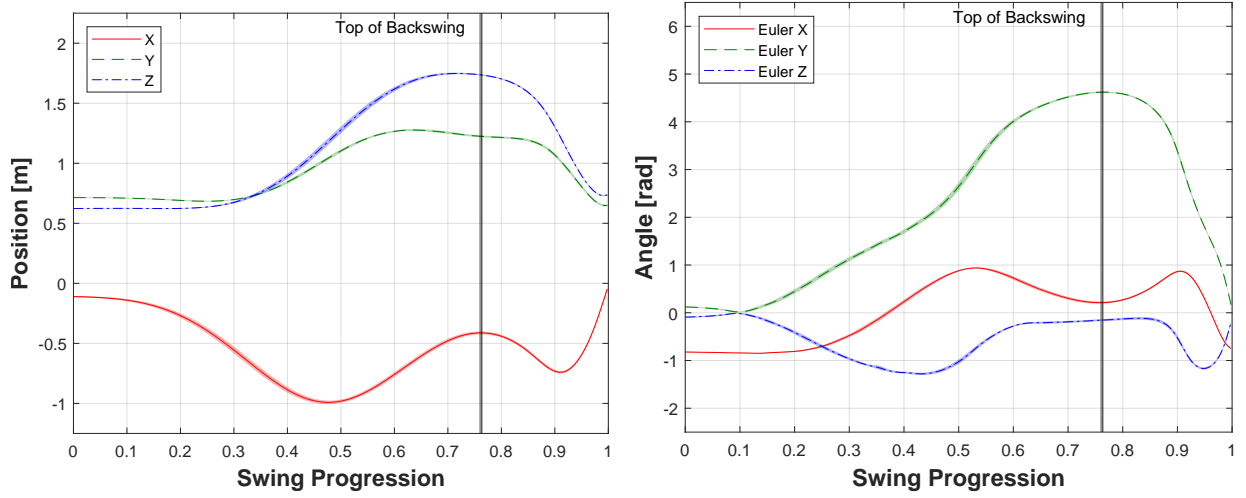 Top of Backswing
X
Y
Z
2
1.5
1
0.5
0
-0.5
-1
Position [m]
0 0.1 0.2 0.3 0.4 0.5 0.6 0.7 0.8 0.9 1
Swing Progression
Top of Backswing
Euler X
Euler Y
Euler Z
6
5
4
3
2
1
0
-1
-2
Angle [rad]
0 0.1 0.2 0.3 0.4 0.5 0.6 0.7 0.8 0.9 1
Swing Progression